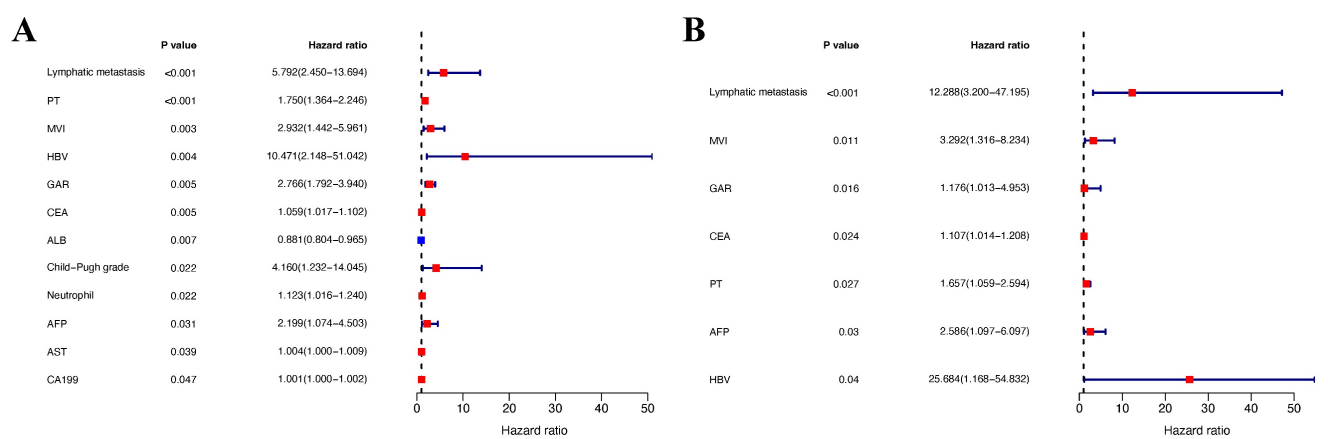 A
P value Hazard ratio
Lymphatic metastasis <0.001 5.792(2.450−13.694)
PT <0.001 1.750(1.364−2.246)
MVI 0.003 2.932(1.442−5.961)
HBV 0.004 10.471(2.148−51.042)
GAR 0.005 2.766(1.792−3.940)
CEA 0.005 1.059(1.017−1.102)
ALB 0.007 0.881(0.804−0.965)
Child−Pugh grade 0.022 4.160(1.232−14.045)
Neutrophil 0.022 1.123(1.016−1.240)
AFP 0.031 2.199(1.074−4.503)
AST 0.039 1.004(1.000−1.009)
CA199 0.047 1.001(1.000−1.002)
0 10 20 30 40 50
Hazard ratio
B
P value Hazard ratio
Lymphatic metastasis <0.001 12.288(3.200−47.195)
MVI 0.011 3.292(1.316−8.234)
GAR 0.016 1.176(1.013−4.953)
CEA 0.024 1.107(1.014−1.208)
PT 0.027 1.657(1.059−2.594)
AFP 0.03 2.586(1.097−6.097)
HBV 0.04 25.684(1.168−54.832)
0 10 20 30 40 50
Hazard ratio